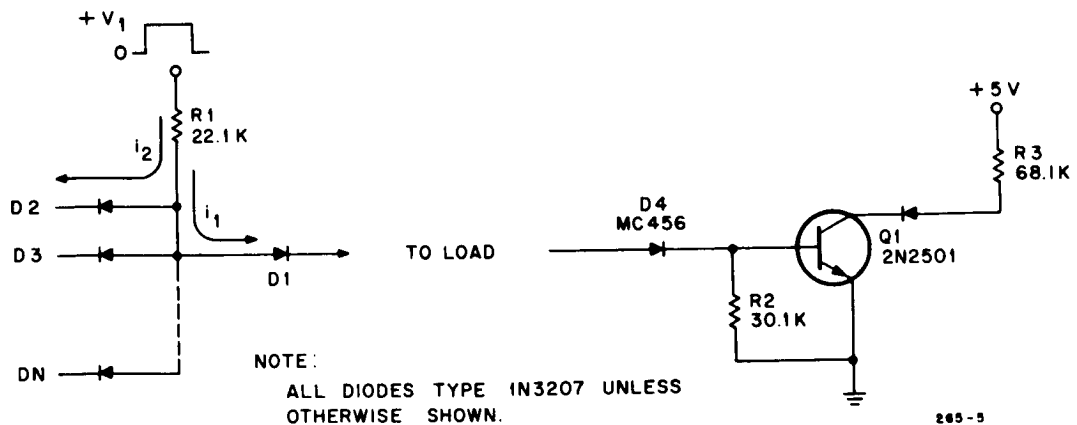 +V1
0
R1
22.1K
i2
i1
D2
D3
D1
DN
TO LOAD
D4
MC456
R2
30.1K
Q1
2N2501
+5V
R3
68.1K
NOTE:
ALL DIODES TYPE 1N3207 UNLESS
OTHERWISE SHOWN.
265-5